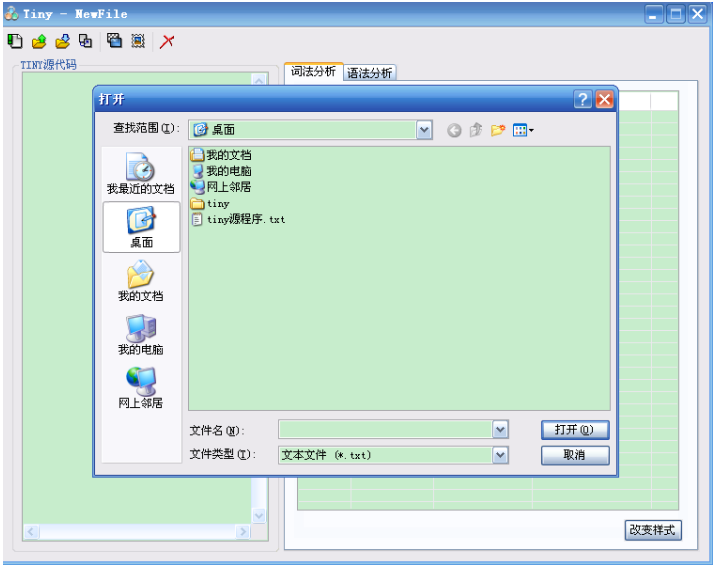 Tiny - NewFile
TINY源代码
词法分析 语法分析
打开
查找范围(I): 桌面
我的文档
我的电脑
网上邻居
tiny
tiny源程序.txt
我最近的文档
桌面
我的文档
我的电脑
网上邻居
文件名(N): 打开(O)
文件类型(T): 文本文件 (*.txt) 取消
改变样式